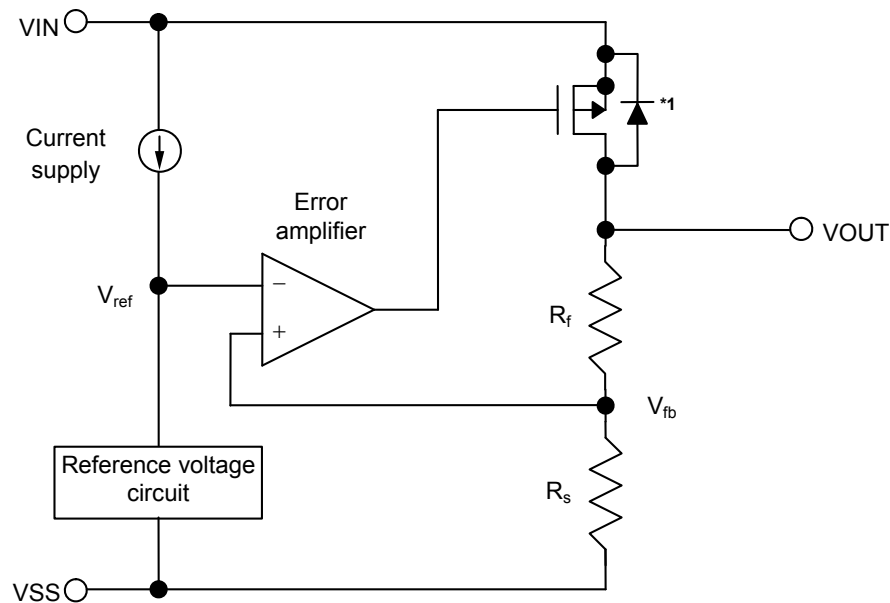 VIN
*1
Current
supply
Error
amplifier
VOUT
Vref
−
+
Rf
Vfb
Reference voltage
circuit
Rs
VSS